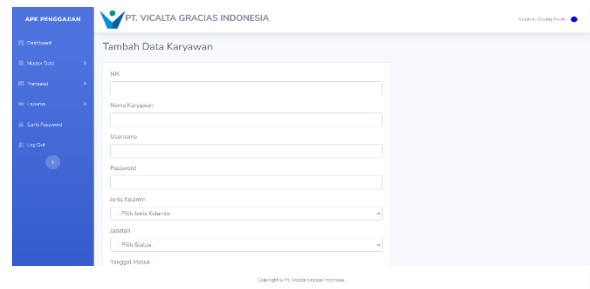 APK PENGGAJIAN
PT. VICALTA GRACIAS INDONESIA
Selamat Datang
Dashboard
Tambah Data Karyawan
Master Data
NIK
Transaksi
Nama Karyawan
Laporan
Ganti Password
Username
Log Out
Password
Jenis Kelamin
-- Pilih Jenis Kelamin --
Jabatan
-- Pilih Status --
Tanggal Masuk
Copyright © PT. Vicalta Gracias Indonesia